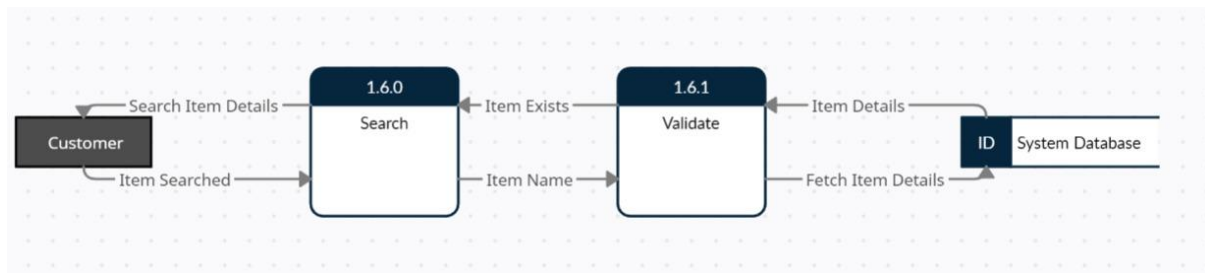 1.6.0
1.6.1
Search Item Details
Item Exists
Item Details
Search
Validate
Customer
ID
System Database
Item Searched
Item Name
Fetch Item Details